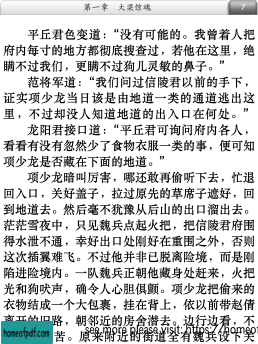 第一章　大梁惊魂
7
平丘君色变道：“没有可能的。我曾着人把
府内每寸的地方都彻底搜查过，若他在这里，绝
瞒不过我们，更瞒不过狗儿灵敏的鼻子。”
范将军道：“我们问过信陵君以前的手下，
证实项少龙当日该是由地道一类的通道逃出这
里，不过却没人知道地道的出入口在何处。”
龙阳君接口道：“平丘君可询问府内各人，
看看有没有忽然少了食物衣服一类的事，便可知
项少龙是否藏在下面的地道。”
项少龙暗叫厉害，哪还敢再偷听下去，忙退
回入口，关好盖子，拉过原先的草席子遮好，回
到地道去。然后毫不犹豫从后山的出口溜出去。
茫茫雪夜中，只见魏兵点起火把，把信陵君府围
得水泄不通，幸好出口处刚好在重围之外，否则
这次插翼难飞。不过他并非已脱离险境，而是刚
陷进险境内。一队魏兵正朝他藏身处赶来，火把
光和狗吠声，确令人心胆俱颤。项少龙把偷来的
衣物结成一个大包裹，挂在背上，依以前带赵倩
离开的旧路，朝邻近的房舍潜去。边行边看，不
苦。原来附近的街道全有魏兵设下关
homeofpdf.com
see more please visit: https://homeof